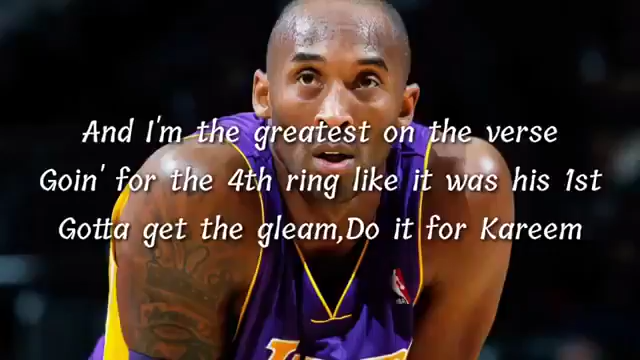 And I'm the greatest on the verse
Goin' for the 4th ring like it was his 1st
Gotta get the gleam,Do it for Kareem